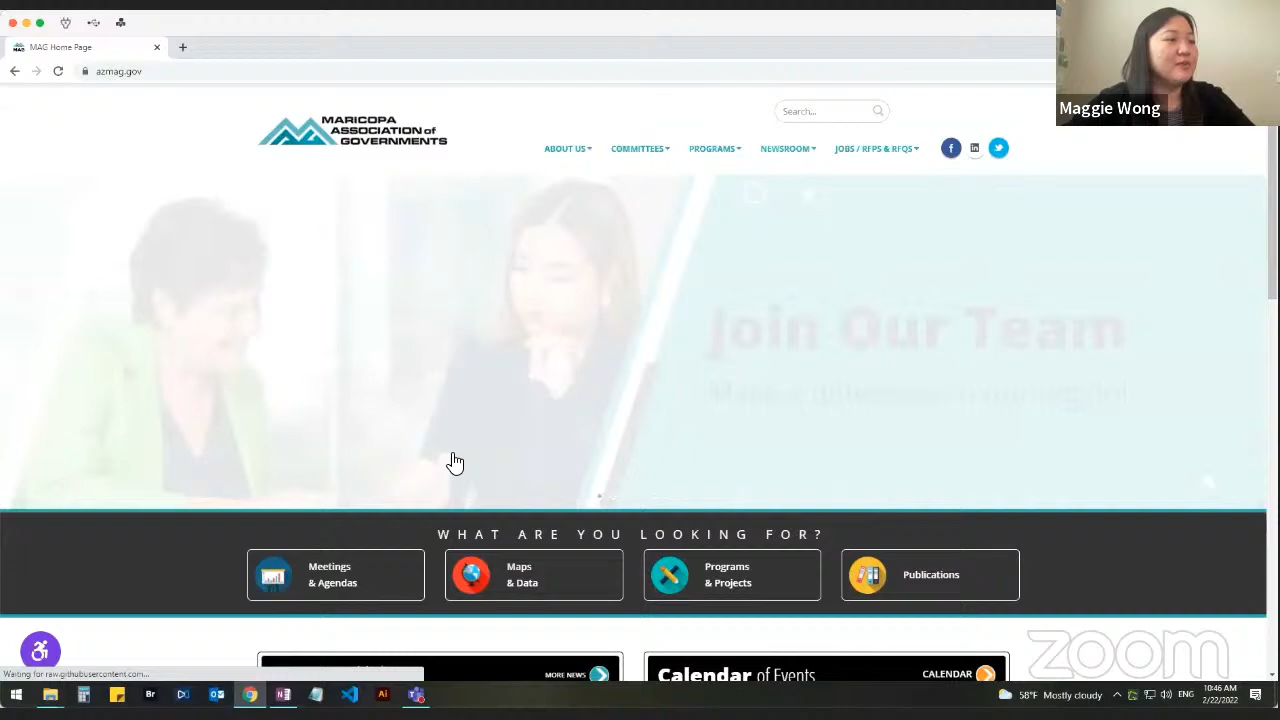 MAG Home Page
azmag.gov
Maggie Wong
MARICOPA
ASSOCIATION of
GOVERNMENTS
Search...
ABOUT US
COMMITTEES
PROGRAMS
NEWSROOM
JOBS / RFPS & RFQS
Join Our Team
WHAT ARE YOU LOOKING FOR?
Meetings
& Agendas
Maps
& Data
Programs
& Projects
Publications
MORE NEWS
Calendar of Events
CALENDAR
zoom
Waiting for raw.githubusercontent.com...
58°F Mostly cloudy
ENG
10:46 AM
2/22/2022